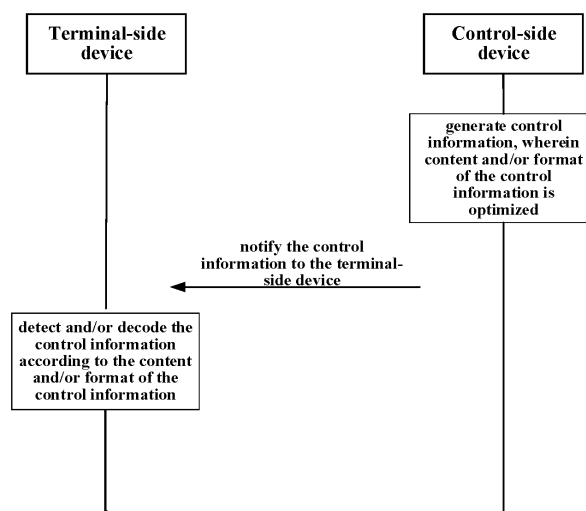 Terminal-side
device
Control-side
device
generate control
information, wherein
content and/or format
of the control
information is
optimized
notify the control
information to the terminal-
side device
detect and/or decode the
control information
according to the content
and/or format of the
control information